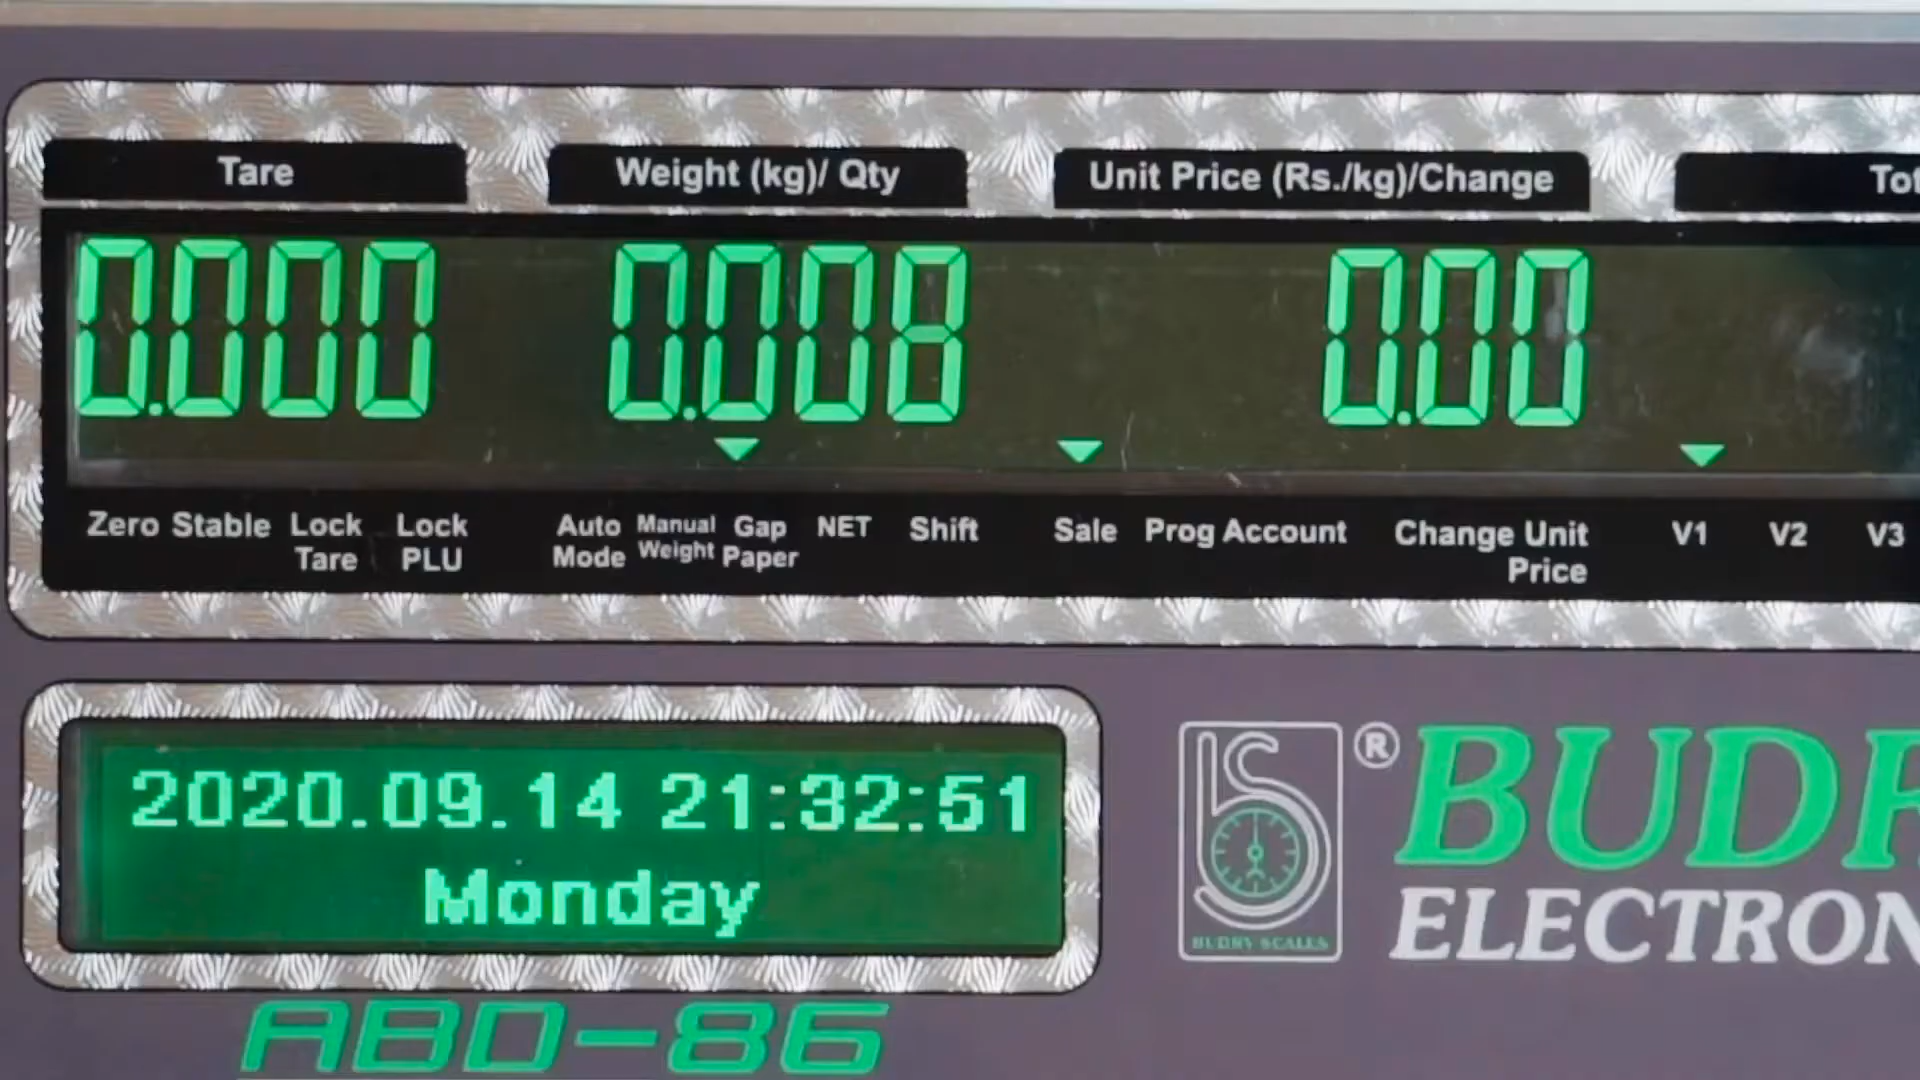 Tare Weight (kg)/ Qty Unit Price (Rs./kg)/Change
0.000 0.008 0.00
Zero Stable Lock Tare Lock PLU Auto Mode Manual Weight Gap Paper NET Shift Sale Prog Account Change Unit Price V1 V2 V3
2020.09.14 21:32:51
Monday
ABD-86
BUDRY SCALES
®
ELECTRON